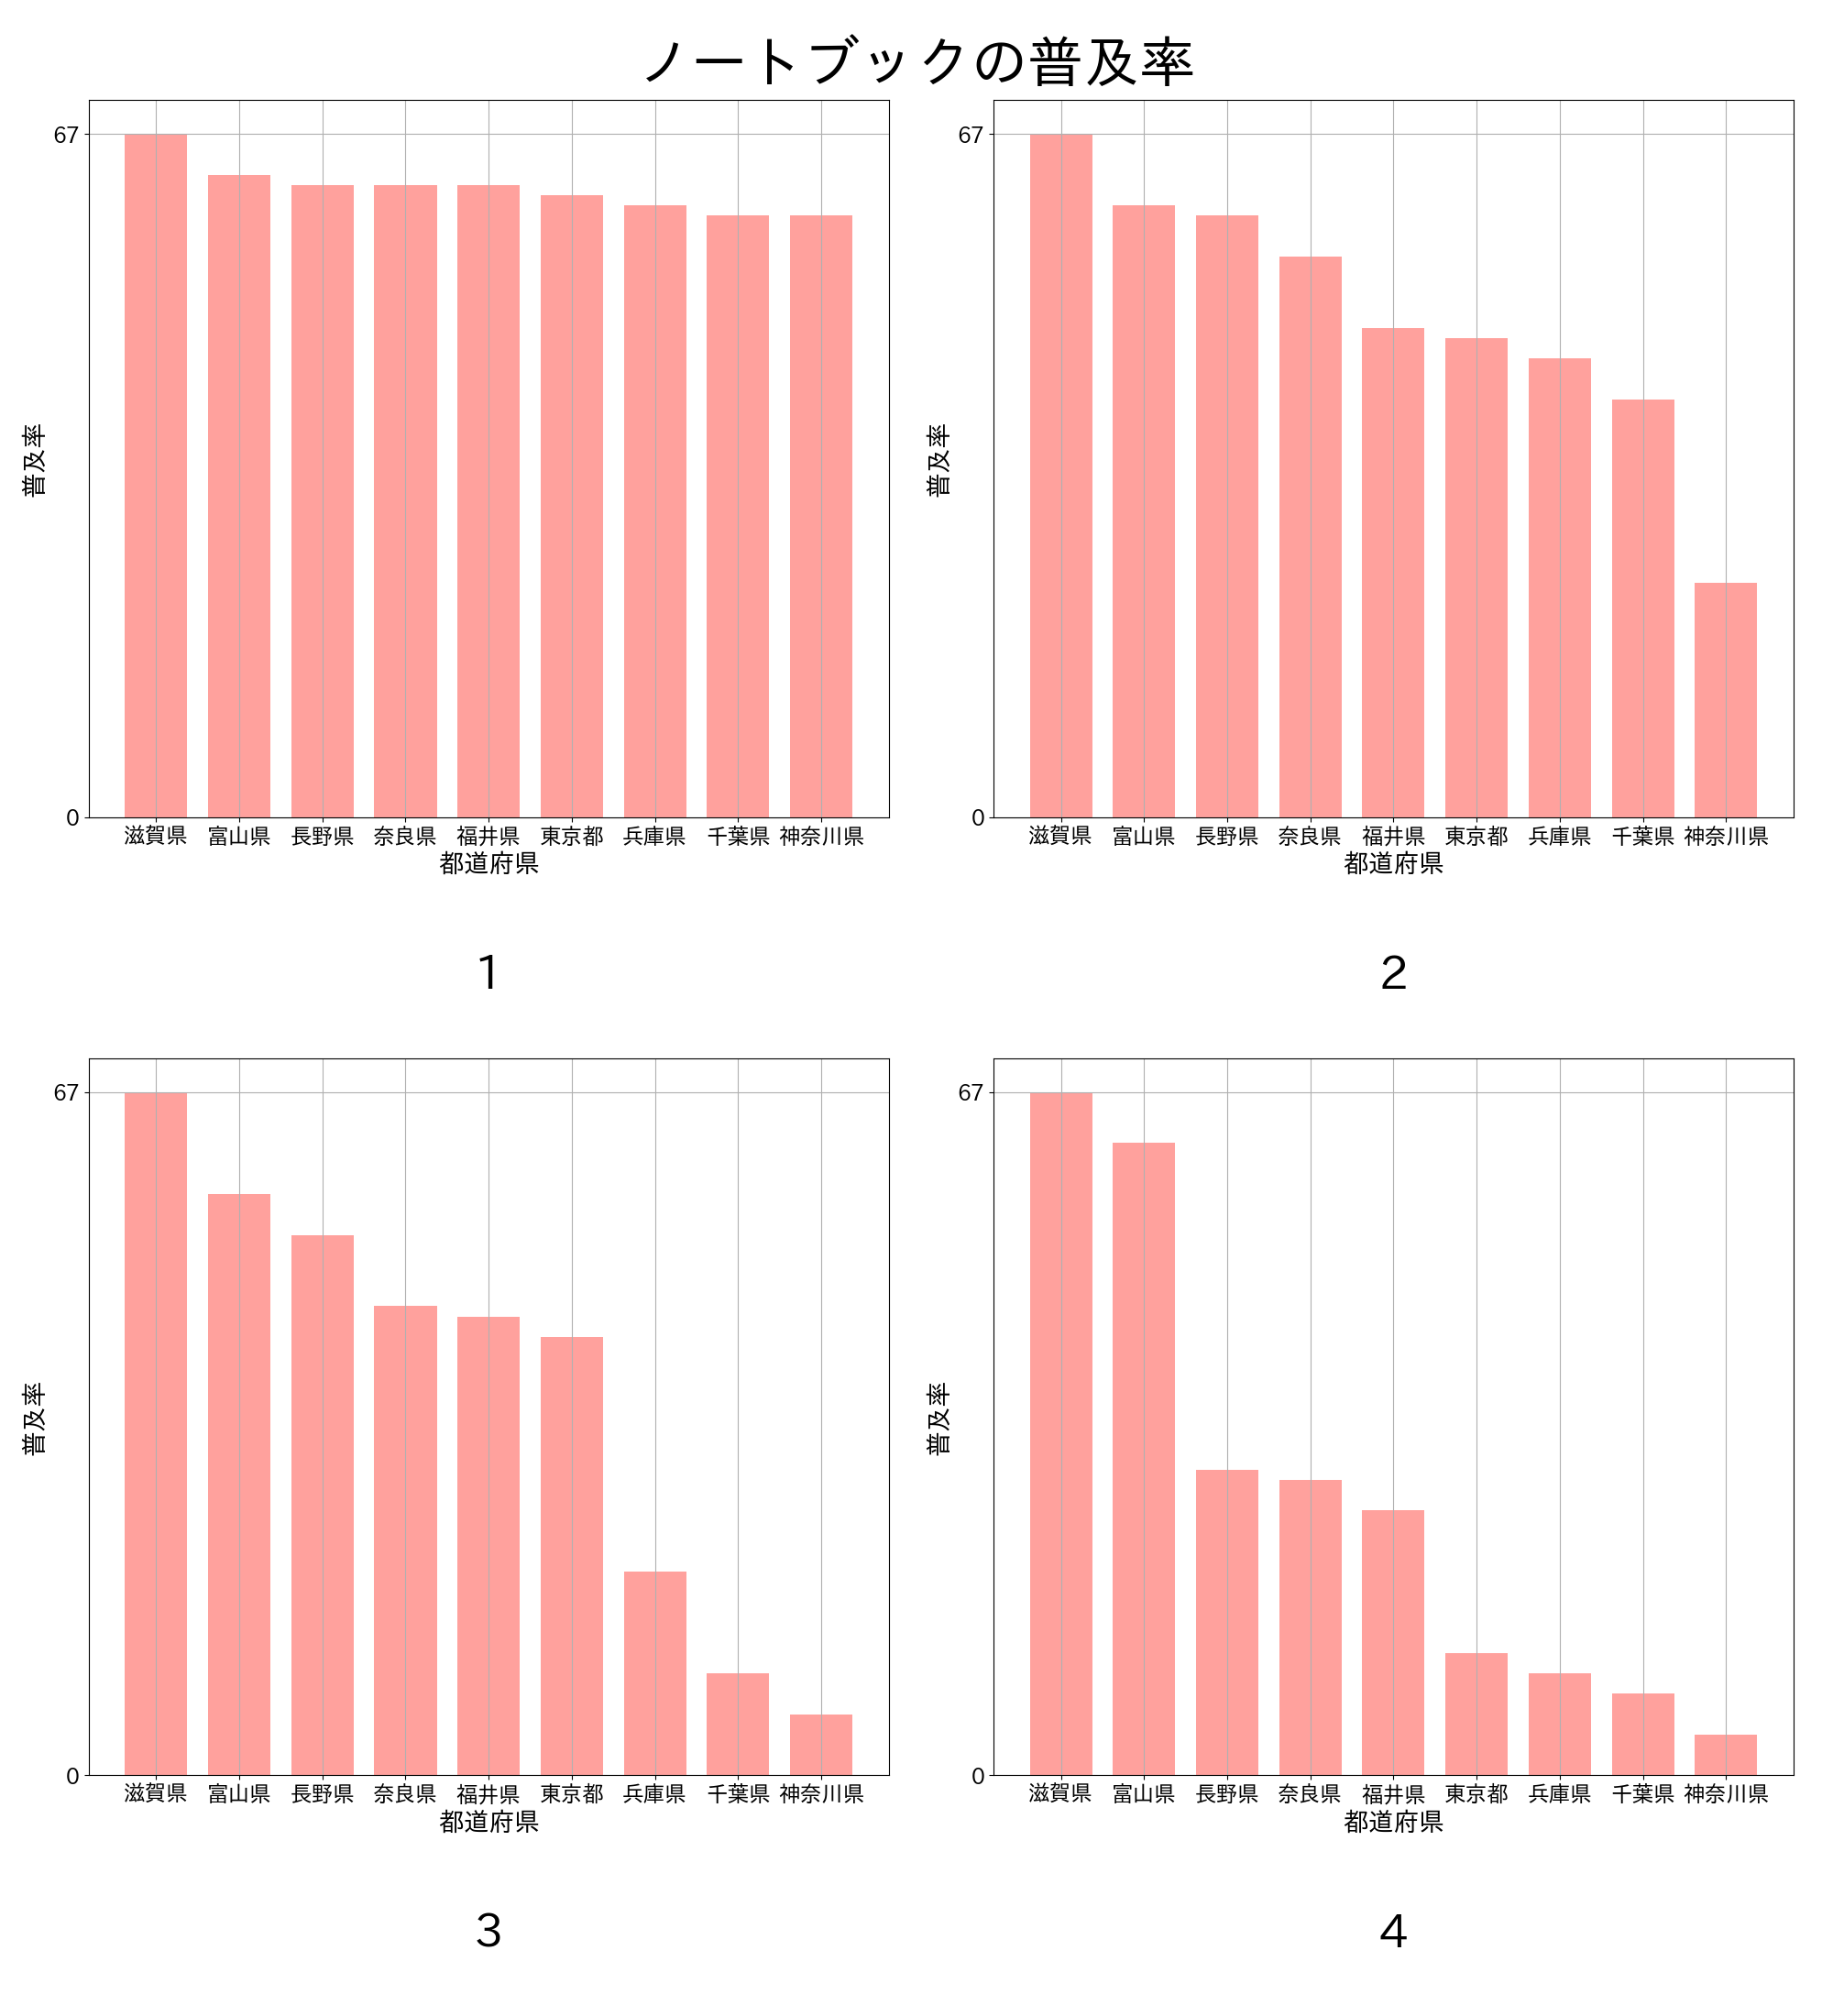 ノートブックの普及率
67
0
普及率
滋賀県 富山県 長野県 奈良県 福井県 東京都 兵庫県 千葉県 神奈川県
都道府県
1
67
0
普及率
滋賀県 富山県 長野県 奈良県 福井県 東京都 兵庫県 千葉県 神奈川県
都道府県
2
67
0
普及率
滋賀県 富山県 長野県 奈良県 福井県 東京都 兵庫県 千葉県 神奈川県
都道府県
3
67
0
普及率
滋賀県 富山県 長野県 奈良県 福井県 東京都 兵庫県 千葉県 神奈川県
都道府県
4